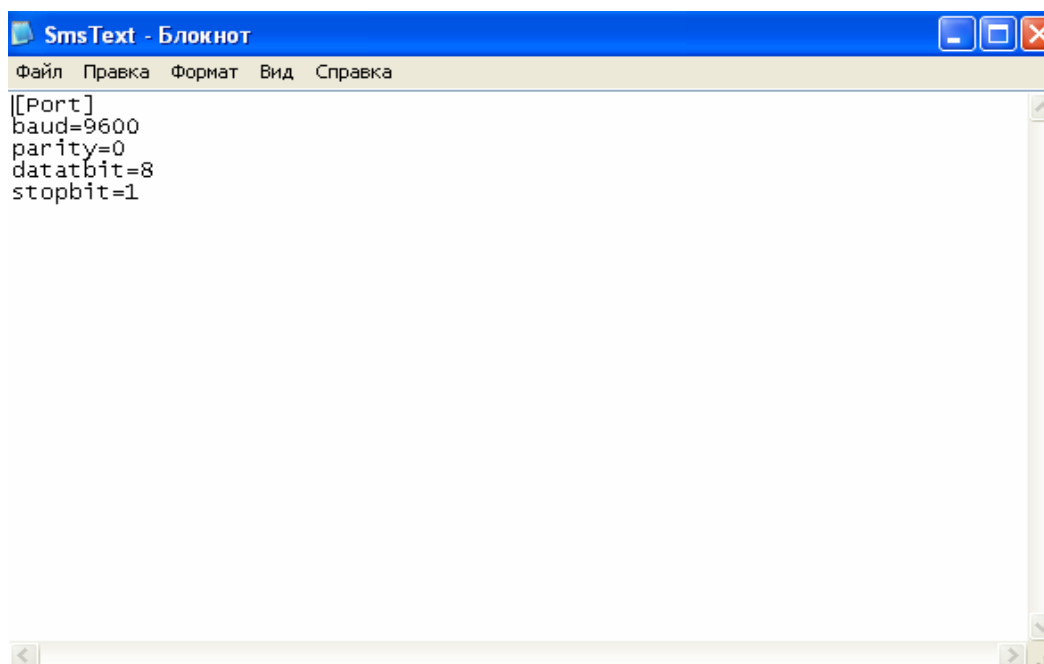 SmsText - Блокнот
Файл Правка Формат Вид Справка
[Port]
baud=9600
parity=0
datatbit=8
stopbit=1